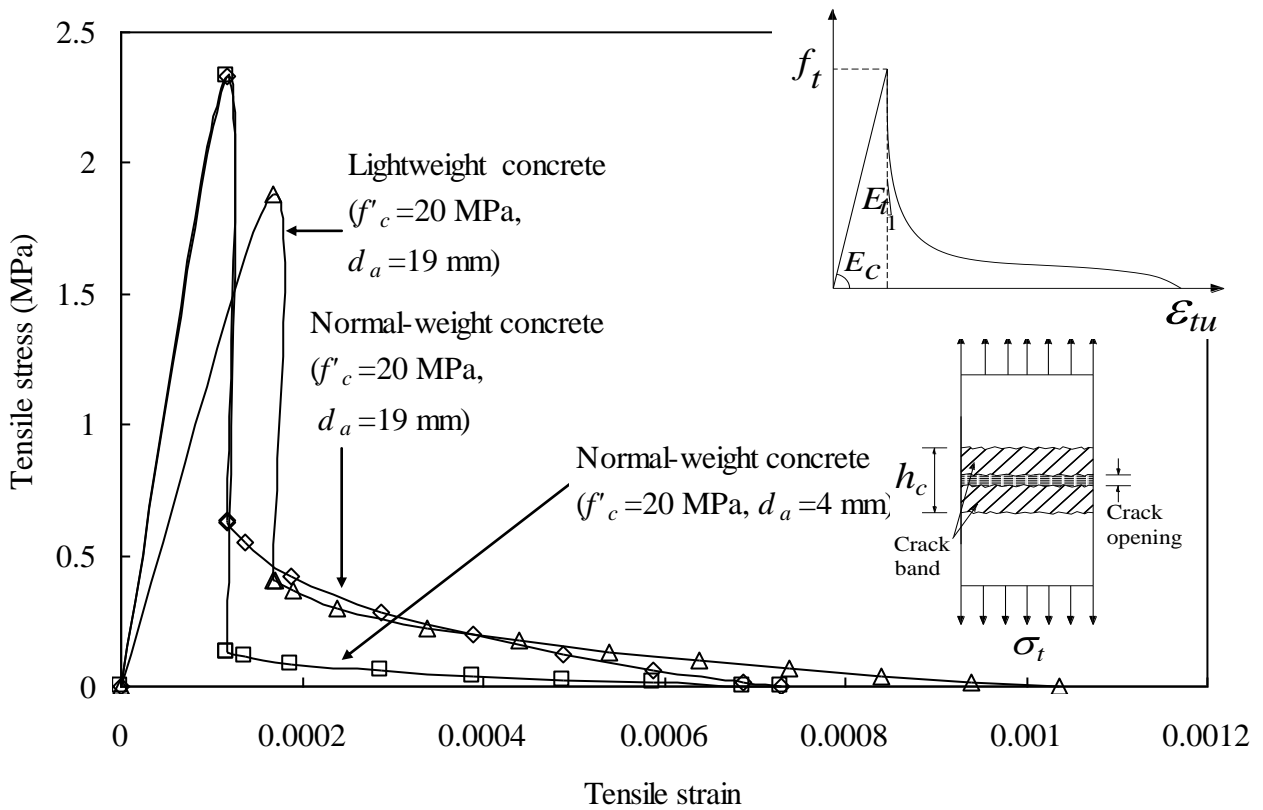 2.5
2
1.5
1
0.5
0
0
0.0002
0.0004
0.0006
0.0008
0.001
0.0012
Tensile stress (MPa)
Tensile strain
Lightweight concrete
(f'c =20 MPa,
da =19 mm)
Normal-weight concrete
(f'c =20 MPa,
da =19 mm)
Normal-weight concrete
(f'c =20 MPa, da =4 mm)
ft
Et
1
Ec
εtu
hc
Crack
opening
Crack
band
σt